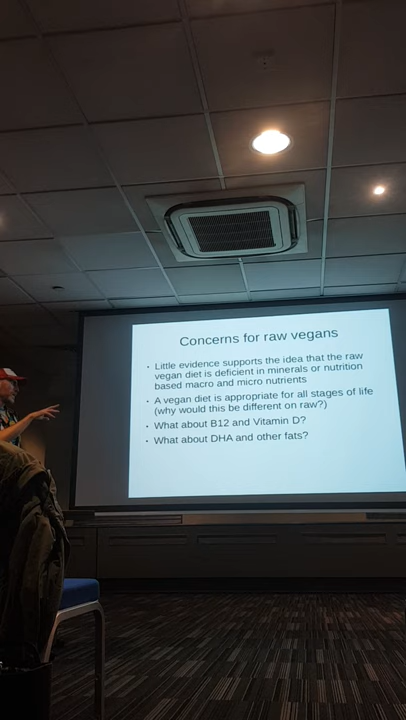 Concerns for raw vegans
• Little evidence supports the idea that the raw
vegan diet is deficient in minerals or nutrition
based macro and micro nutrients
• A vegan diet is appropriate for all stages of life
(why would this be different on raw?)
• What about B12 and Vitamin D?
• What about DHA and other fats?